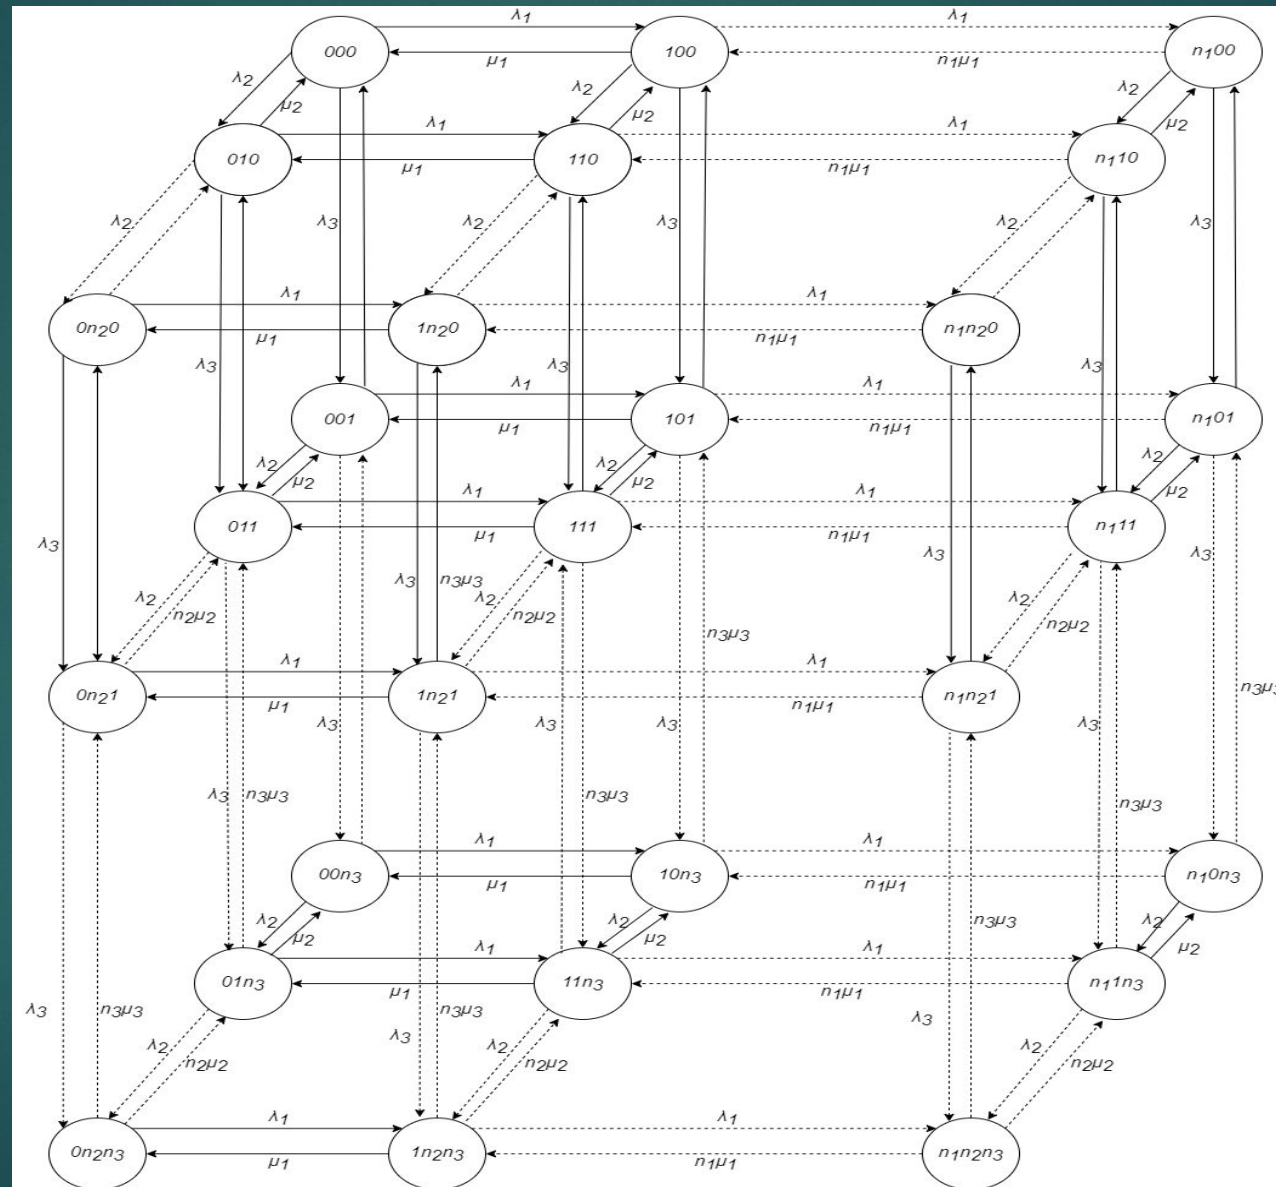 λ1 λ1
000 100 n100
μ1 n1μ1
λ2 λ2 λ2
μ2 μ2 μ2
λ1 λ1
010 110 n110
μ1 n1μ1
λ2 λ3 λ2 λ3 λ2 λ3
λ1 λ1
0n20 1n20 n1n20
μ1 n1μ1
λ3 λ3 λ3
λ1 λ1
001 101 n101
μ1 n1μ1
λ2 λ2 λ2
μ2 μ2 μ2
λ1 λ1
011 111 n111
μ1 n1μ1
λ3 λ3 n3μ3 λ3 λ3
λ2 λ2 λ2
n2μ2 n2μ2 n2μ2
n3μ3
λ1 λ1
0n21 1n21 n1n21
n3μ3
μ1 n1μ1
λ3 λ3 λ3 λ3
λ3 n3μ3 n3μ3 n3μ3
λ1 λ1
00n3 10n3 n10n3
μ1 n1μ1
λ2 λ2 n3μ3 λ2
μ2 μ2 μ2
λ1 λ1
01n3 11n3 n11n3
μ1 n1μ1
λ3 n3μ3 λ3 n3μ3 λ3
λ2 λ2 λ2
n2μ2 n2μ2 n2μ2
λ1 λ1
0n2n3 1n2n3 n1n2n3
μ1 n1μ1